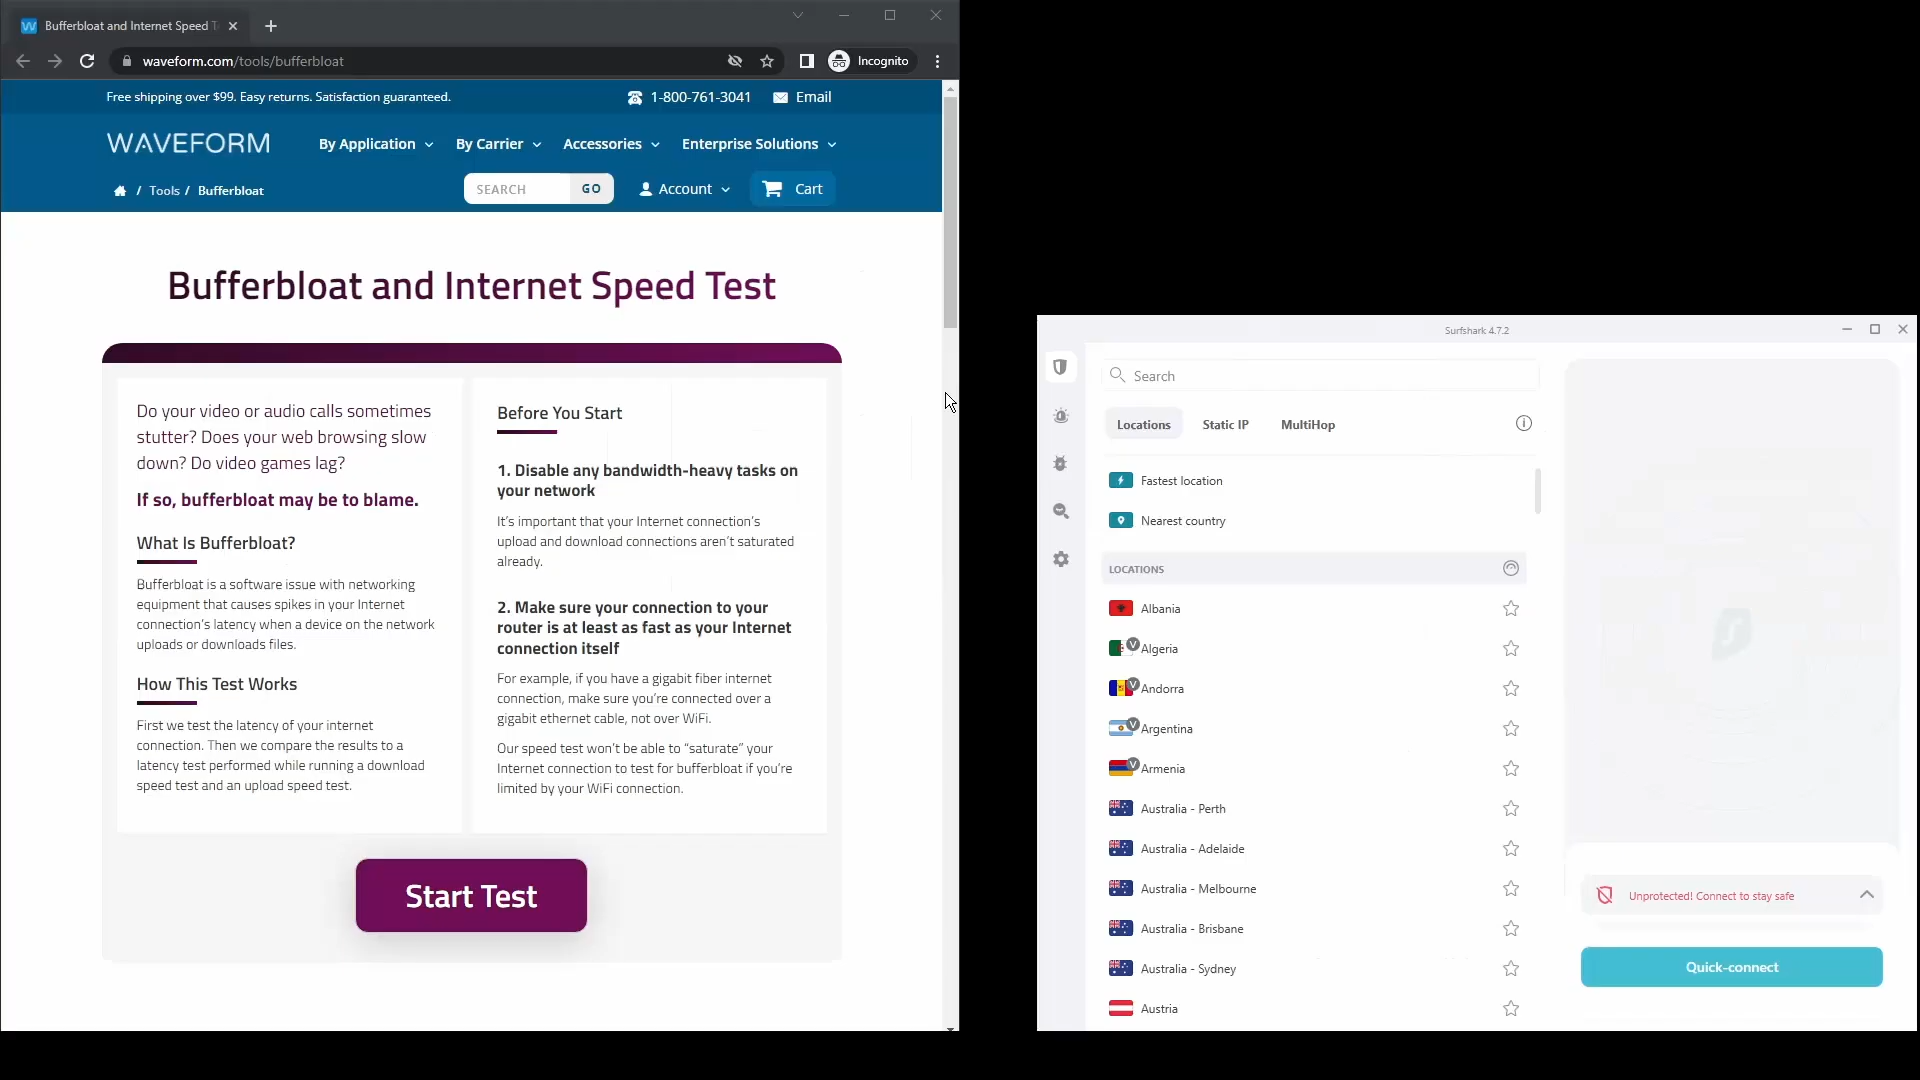 Bufferbloat and Internet Speed T
waveform.com/tools/bufferbloat
Incognito
Free shipping over $99. Easy returns. Satisfaction guaranteed.
1-800-761-3041
Email
WAVEFORM
By Application
By Carrier
Accessories
Enterprise Solutions
/ Tools / Bufferbloat
SEARCH
GO
Account
Cart
Bufferbloat and Internet Speed Test
Do your video or audio calls sometimes
stutter? Does your web browsing slow
down? Do video games lag?
If so, bufferbloat may be to blame.
What Is Bufferbloat?
Bufferbloat is a software issue with networking
equipment that causes spikes in your Internet
connection's latency when a device on the network
uploads or downloads files.
How This Test Works
First we test the latency of your internet
connection. Then we compare the results to a
latency test performed while running a download
speed test and an upload speed test.
Before You Start
1. Disable any bandwidth-heavy tasks on
your network
It's important that your Internet connection's
upload and download connections aren't saturated
already.
2. Make sure your connection to your
router is at least as fast as your Internet
connection itself
For example, if you have a gigabit fiber internet
connection, make sure you're connected over a
gigabit ethernet cable, not over WiFi.
Our speed test won't be able to “saturate” your
Internet connection to test for bufferbloat if you're
limited by your WiFi connection.
Start Test
Surfshark 4.7.2
Search
Locations
Static IP
MultiHop
Fastest location
Nearest country
LOCATIONS
Albania
V Algeria
V Andorra
V Argentina
V Armenia
Australia - Perth
Australia - Adelaide
Australia - Melbourne
Australia - Brisbane
Australia - Sydney
Austria
Unprotected! Connect to stay safe
Quick-connect